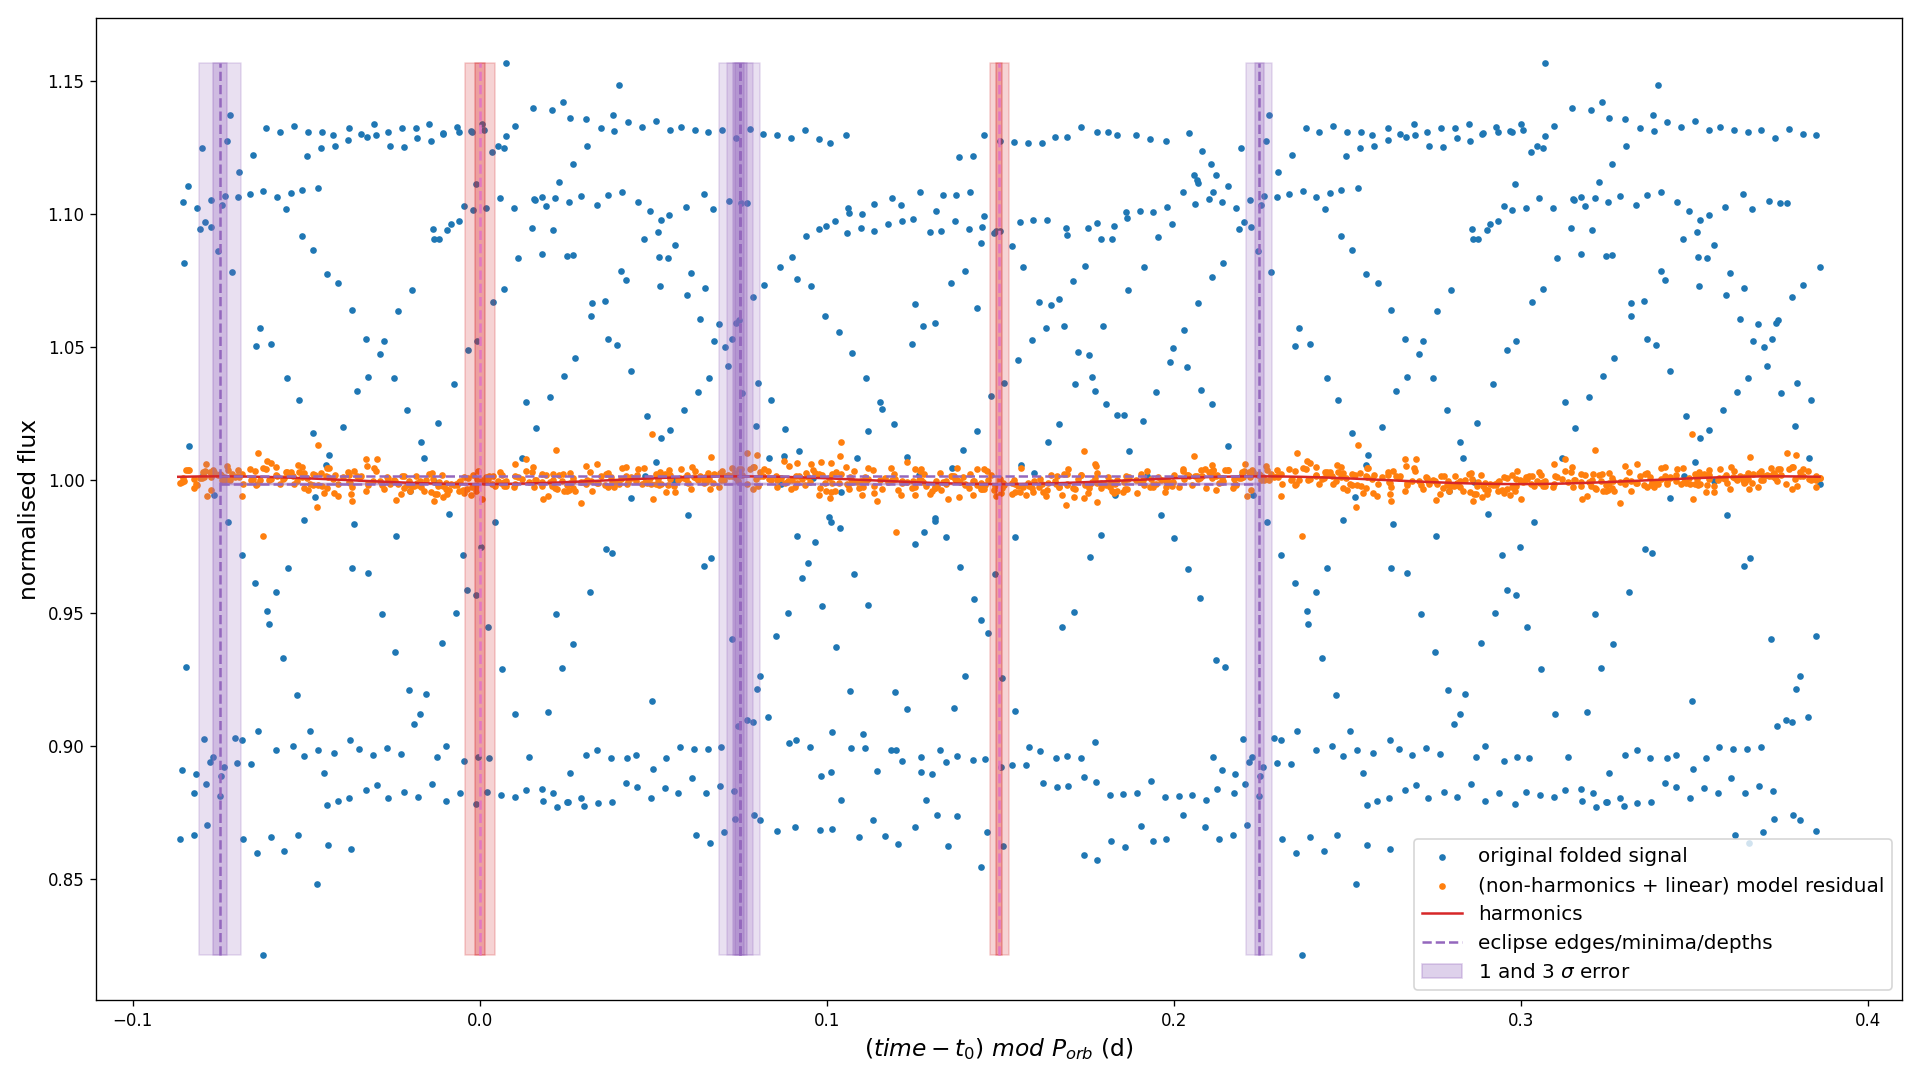 normalised flux
1.15
1.10
1.05
1.00
0.95
0.90
0.85
original folded signal
(non-harmonics + linear) model residual
harmonics
eclipse edges/minima/depths
1 and 3 σ error
−0.1 0.0 0.1 0.2 0.3 0.4
(time − t₀) mod Pₒᵣb (d)